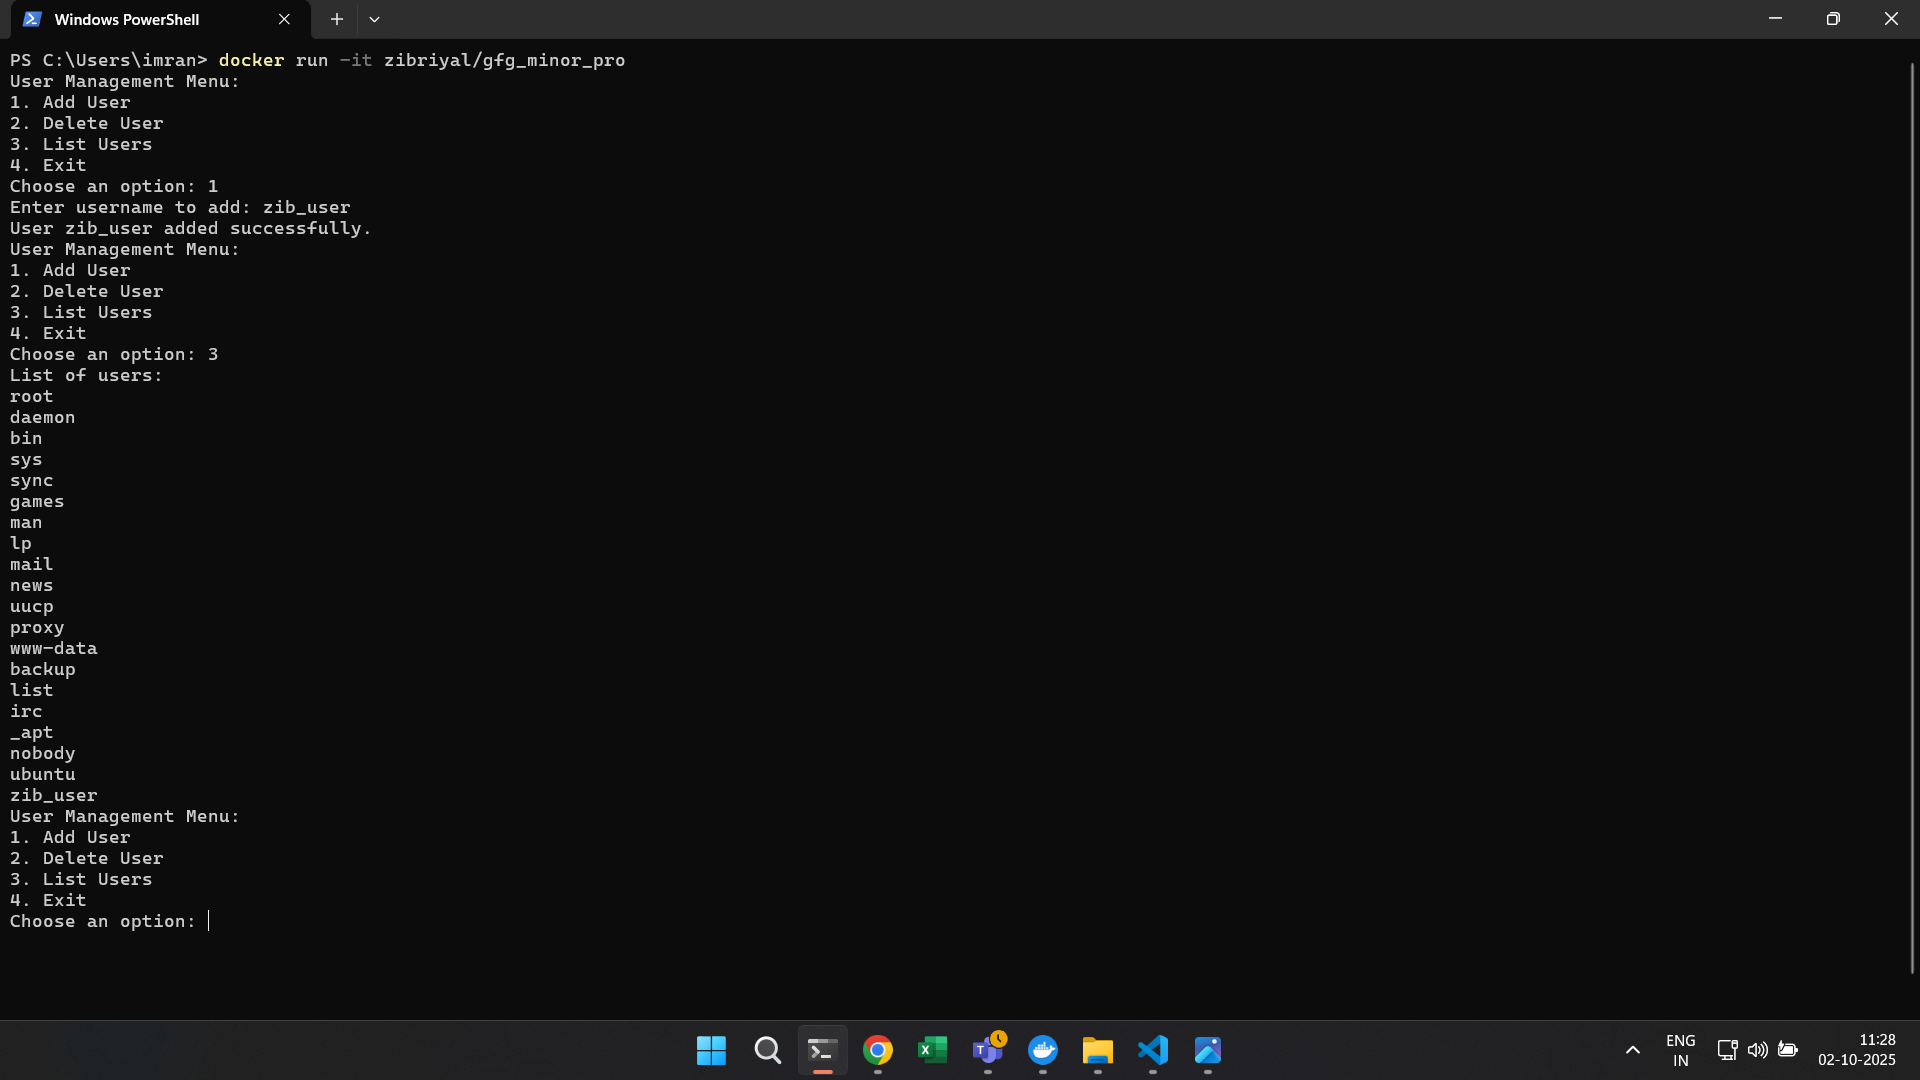 Windows PowerShell
PS C:\Users\imran> docker run -it zibriyal/gfg_minor_pro
User Management Menu:
1. Add User
2. Delete User
3. List Users
4. Exit
Choose an option: 1
Enter username to add: zib_user
User zib_user added successfully.
User Management Menu:
1. Add User
2. Delete User
3. List Users
4. Exit
Choose an option: 3
List of users:
root
daemon
bin
sys
sync
games
man
lp
mail
news
uucp
proxy
www-data
backup
list
irc
_apt
nobody
ubuntu
zib_user
User Management Menu:
1. Add User
2. Delete User
3. List Users
4. Exit
Choose an option:
ENG
IN
11:28
02-10-2025